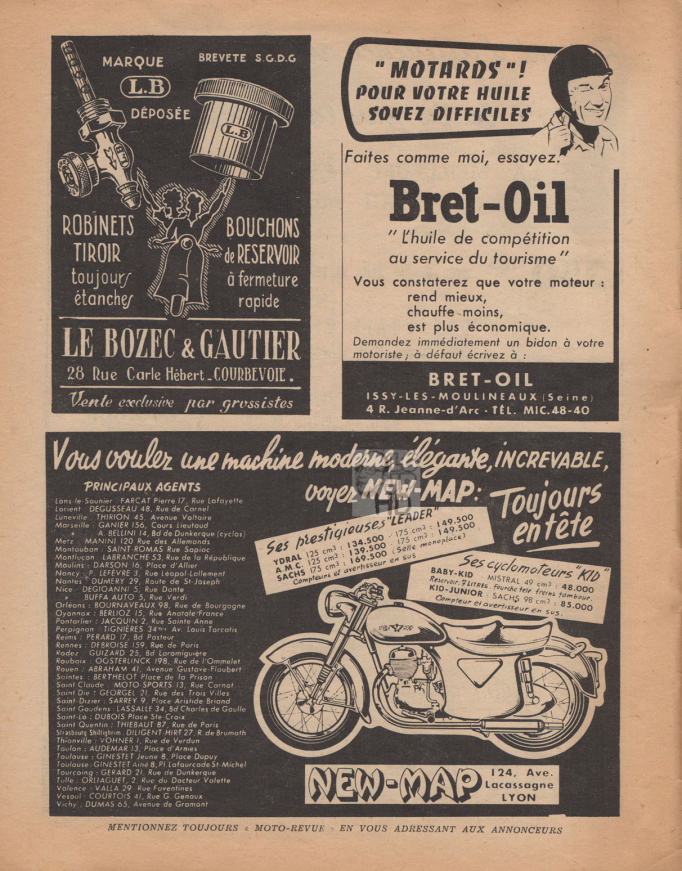 MARQUE
L.B
DÉPOSÉE
BREVETE S.G.D.G
L.B
ROBINETS
TIROIR
toujours
étanches
BOUCHONS
de RESERVOIR
à fermeture
rapide
LE BOZEC & GAUTIER
28 Rue Carle Hébert - COURBEVOIE.
Vente exclusive par grossistes
"MOTARDS"!
POUR VOTRE HUILE
SOYEZ DIFFICILES
Faites comme moi, essayez.
Bret-Oil
"L'huile de compétition
au service du tourisme"
Vous constaterez que votre moteur :
rend mieux,
chauffe moins,
est plus économique.
Demandez immédiatement un bidon à votre
motoriste; à défaut écrivez à :
BRET-OIL
ISSY-LES-MOULINEAUX (Seine)
4 R. Jeanne-d'Arc - TÉL. MIC.48-40
Vous voulez une machine moderne, élégante, INCREVABLE,
voyez NEW-MAP:
Toujours
en tête
PRINCIPAUX AGENTS
Lons-le-Saunier FARCAT Pierre 17, Rue Lafayette
Lorient DEGUSSEAU 48, Rue de Carnel
Luneville THIRION 45, Avenue Voltaire
Marseille : GANIER 156, Cours Lieutaud
" A. BELLINI 14, Bd de Dunkerque (cyclos)
Metz MANINI 120 Rue des Allemands
Montauban : SAINT-ROMAS Rue Sapiac
Montlucon LABRANCHE 53, Rue de la République
Moulins : DARSON 16, Place d'Allier
Nancy P. LEFEVRE 3, Rue Léopol-Lallement
Nantes DUMERY 29, Route de St-Joseph
Nice : DEGIOANNI 5, Rue Dante
" BUFFA AUTO 5, Rue Verdi
Orléans : BOURNAVEAUX 98, Rue de Bourgogne
Oyonnax : BERLIOZ 15, Rue Anatole-France
Pontarlier : JACQUIN 2, Rue Sainte Anne
Perpignan TIGNIÈRES 34 Av. Louis Torcatis
Reims : PERARD 17, Bd Pasteur
Rennes : DEBROISE 159, Rue de Paris
Rodez GUIZARD 25, Bd Laromiguière
Roubaix OOSTERLINCK 198, Rue de l'Ommelet
Rouen : ABRAHAM 41, Avenue Gustave-Flaubert
Saintes : BERTHELOT Place de la Prison
Saint Claude MOTO-SPORTS 13, Rue Carnot
Saint Die : GEORGEL 21, Rue des Trois Villes
Saint-Dizier : SARREY 9, Place Aristide Briand
Saint Gaudens LASSALLE 34, Bd Charles de Gaulle
Saint-Lo : DUBOIS Place Ste-Croix
Saint Quentin : THIEBAUT 87, Rue de Paris
Strasbourg Shiltigheim : DILIGENT-HIRT 27, R. de Brumath
Thionville : VOHNER 1, Rue de Verdun
Toulon : AUDEMAR 13, Place d'Armes
Toulouse : GINESTET Jeune 8, Place Dupuy
Toulouse : GINESTET Aîné 8, Pl. Lafourcade St-Michel
Tourcoing : GERARD 21, Rue de Dunkerque
Tulle : ORLIAGUET, 2, Rue du Docteur Valette
Valence : VALLA 29, Rue Faventines
Vesoul : COURTOIS 41, Rue G. Genoux
Vichy : DUMAS 65, Avenue de Gramont
Ses prestigieuses "LEADER"
YDRAL 125 cm3 : 134.500 - 175 cm3 : 149.500
A.M.C. 125 cm3 : 139.500 - 175 cm3 : 149.500
SACHS 175 cm3 : 169.500 (Selle monoplace)
Compteurs et avertisseur en sus
Ses cyclomoteurs "KID"
BABY-KID MISTRAL 49 cm3 : 48.000
Reservoir 9 Litres. Fourche tele freins tambour.
KID-JUNIOR : SACHS 98 cm3 : 85.000
Compteur et avertisseur en sus.
NEW-MAP
124, Ave.
Lacassagne
LYON
MENTIONNEZ TOUJOURS « MOTO-REVUE » EN VOUS ADRESSANT AUX ANNONCEURS